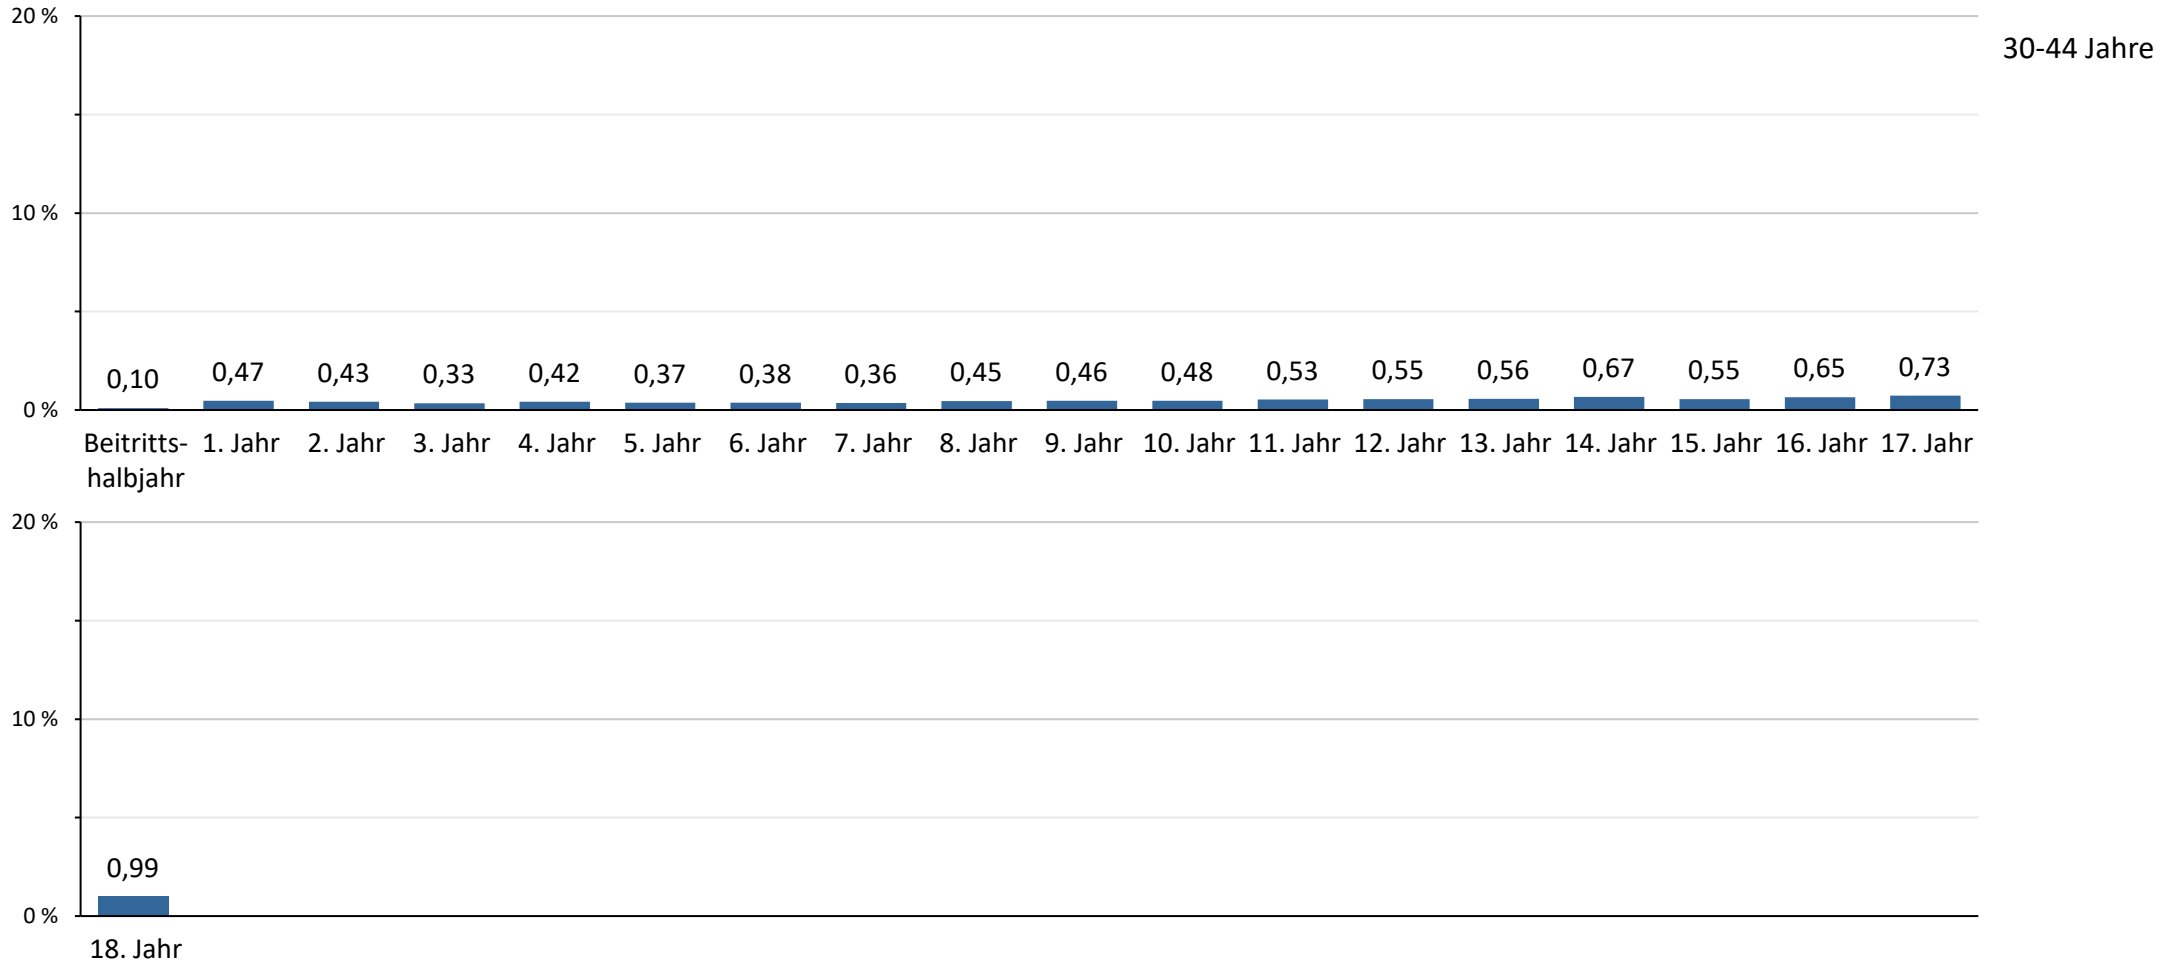 20 %
30-44 Jahre
10 %
0,10 0,47 0,43 0,33 0,42 0,37 0,38 0,36 0,45 0,46 0,48 0,53 0,55 0,56 0,67 0,55 0,65 0,73
0 %
Beitritts- 1. Jahr 2. Jahr 3. Jahr 4. Jahr 5. Jahr 6. Jahr 7. Jahr 8. Jahr 9. Jahr 10. Jahr 11. Jahr 12. Jahr 13. Jahr 14. Jahr 15. Jahr 16. Jahr 17. Jahr
halbjahr
20 %
10 %
0,99
0 %
18. Jahr